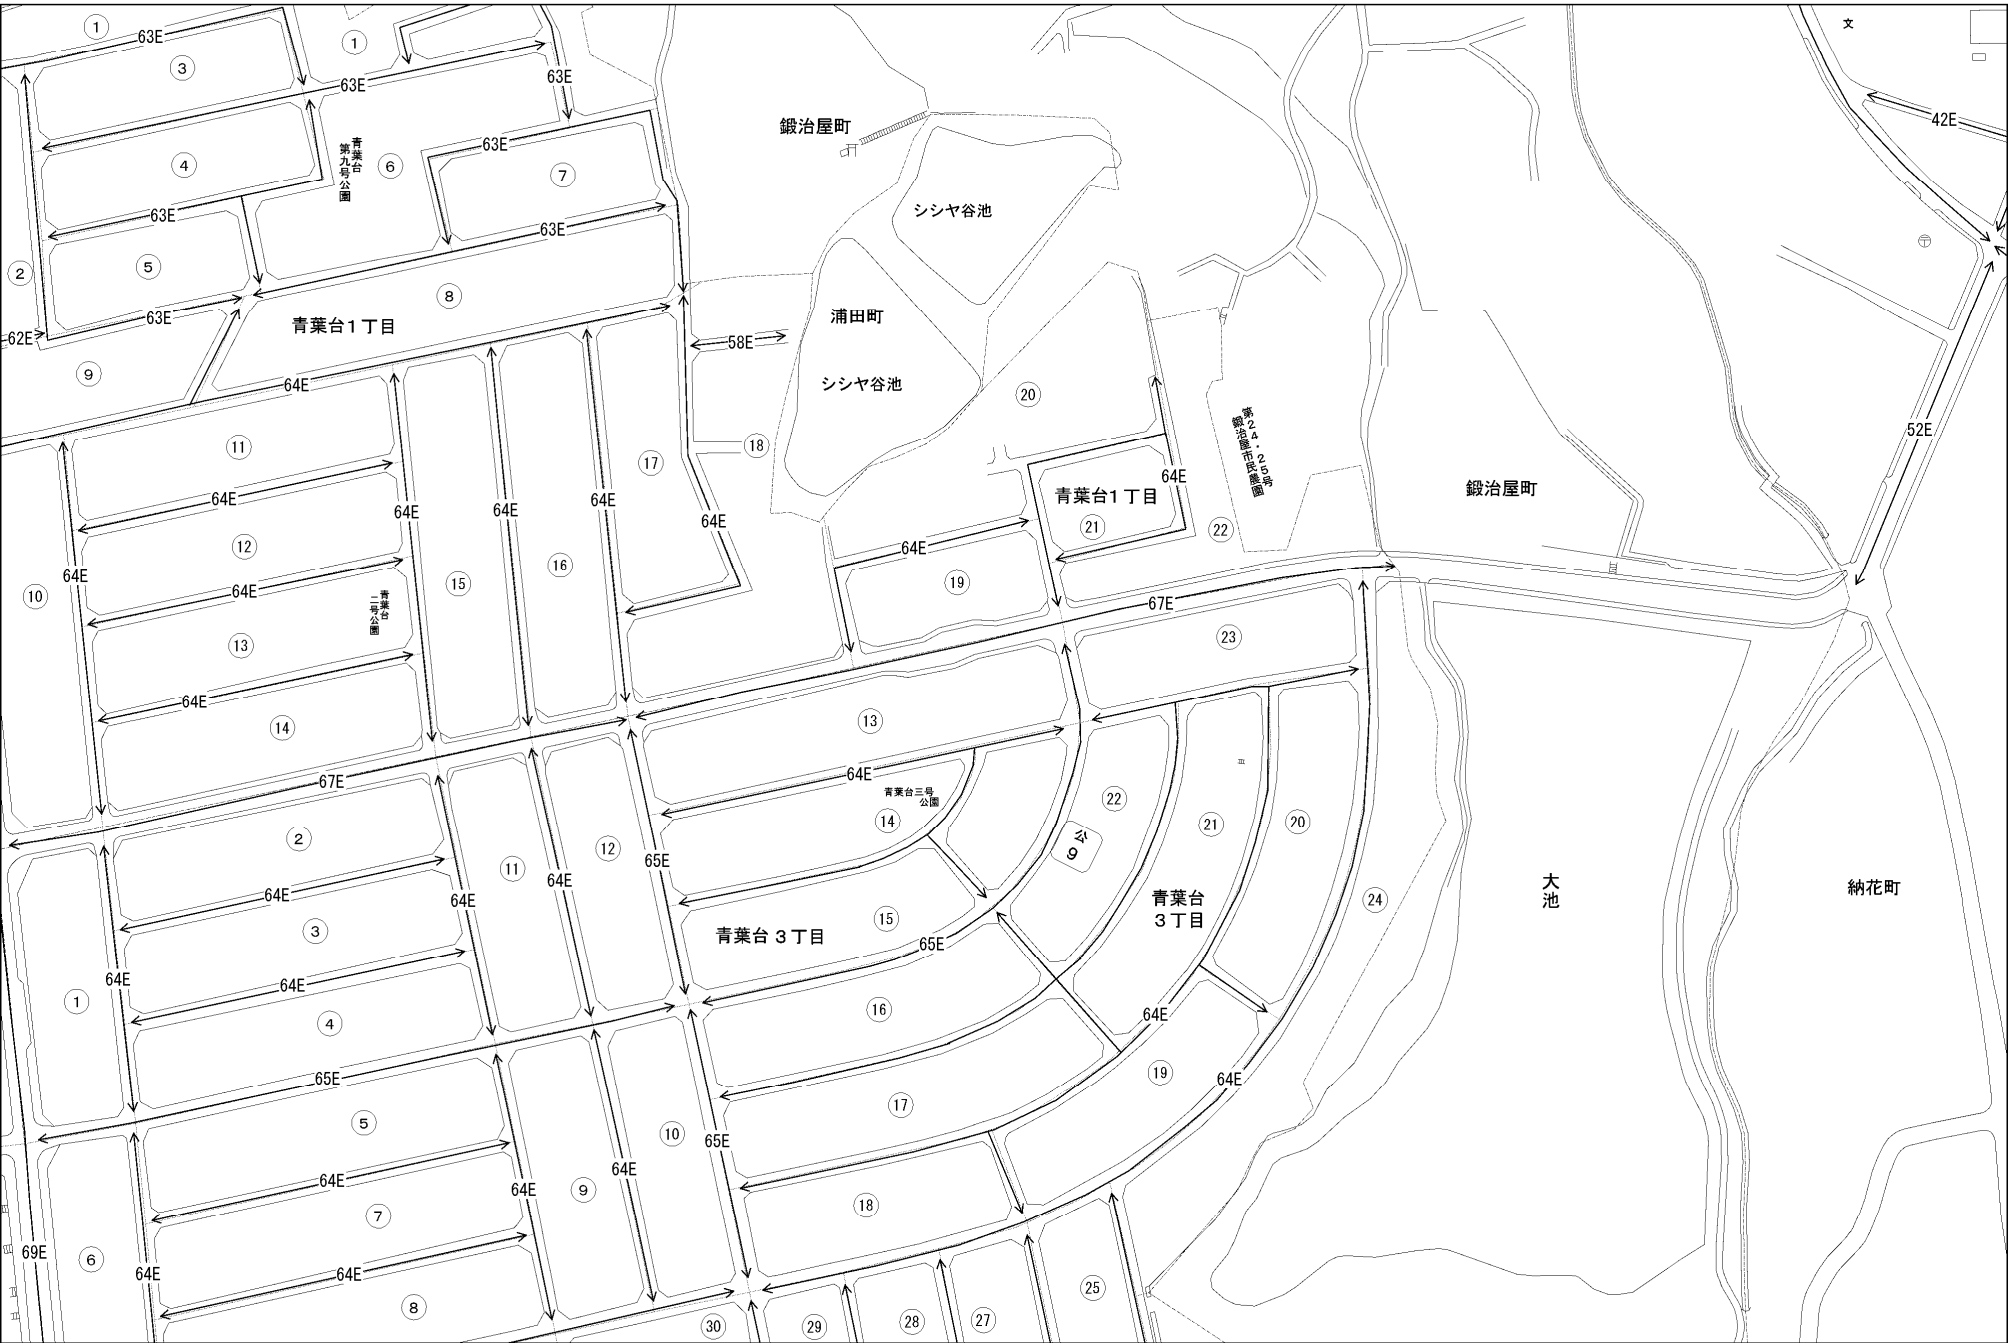 ①
63E
③
①
63E
63E
文
42E
鍛治屋町
63E
④
青葉台
第九号公園
⑥
⑦
63E
63E
シシヤ谷池
②
⑤
⑧
〒
63E
62E
青葉台1丁目
浦田町
58E
⑨
64E
シシヤ谷池
⑳
第24・25号
鍛治屋市民農園
52E
⑪
⑰
⑱
64E
64E
64E
64E
64E
64E
青葉台1丁目
㉑
㉒
鍛治屋町
⑫
64E
⑩
64E
64E
⑮
⑯
⑲
青葉台
二号公園
67E
⑬
㉓
64E
⑭
⑬
67E
64E
青葉台三号
公園
⑭
㉒
㉑
⑳
公
9
②
⑪
⑫
65E
64E
64E
64E
大池
納花町
青葉台
3丁目
㉔
③
⑮
青葉台3丁目
65E
64E
64E
①
④
⑯
64E
65E
⑲
64E
⑤
⑰
⑩
65E
64E
64E
64E
⑨
⑦
⑱
69E
⑥
64E
64E
⑧
㉕
㉚
㉙
㉘
㉗